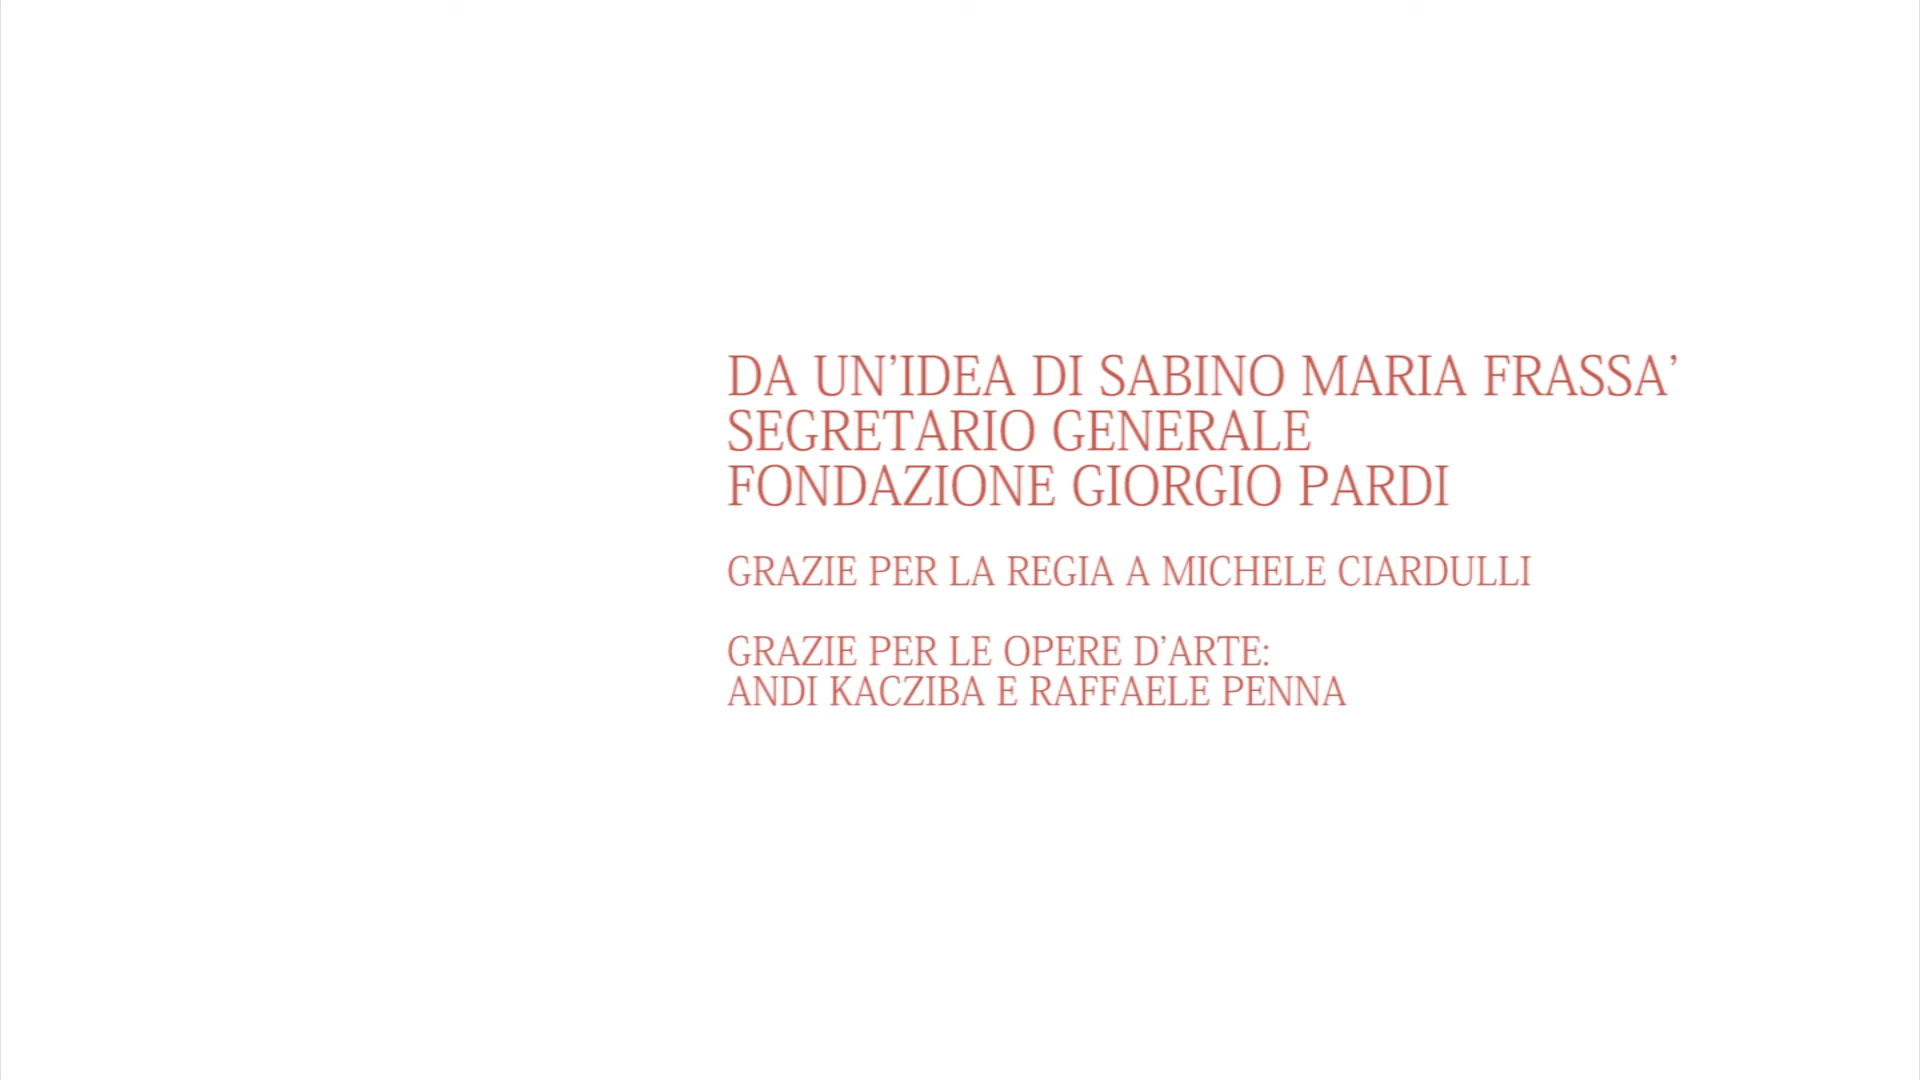 DA UN’IDEA DI SABINO MARIA FRASSA’
SEGRETARIO GENERALE
FONDAZIONE GIORGIO PARDI
GRAZIE PER LA REGIA A MICHELE CIARDULLI
GRAZIE PER LE OPERE D’ARTE:
ANDI KACZIBA E RAFFAELE PENNA